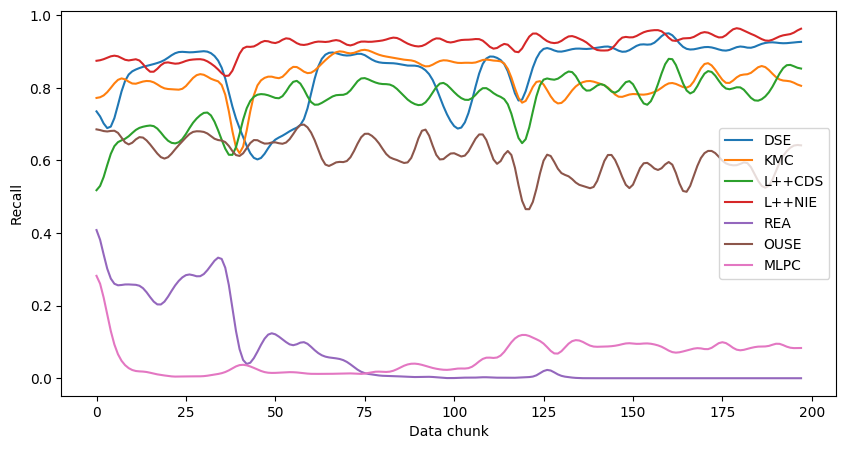 1.0
0.8
0.6
0.4
0.2
0.0
Recall
0
25
50
75
100
125
150
175
200
Data chunk
DSE
KMC
L++CDS
L++NIE
REA
OUSE
MLPC